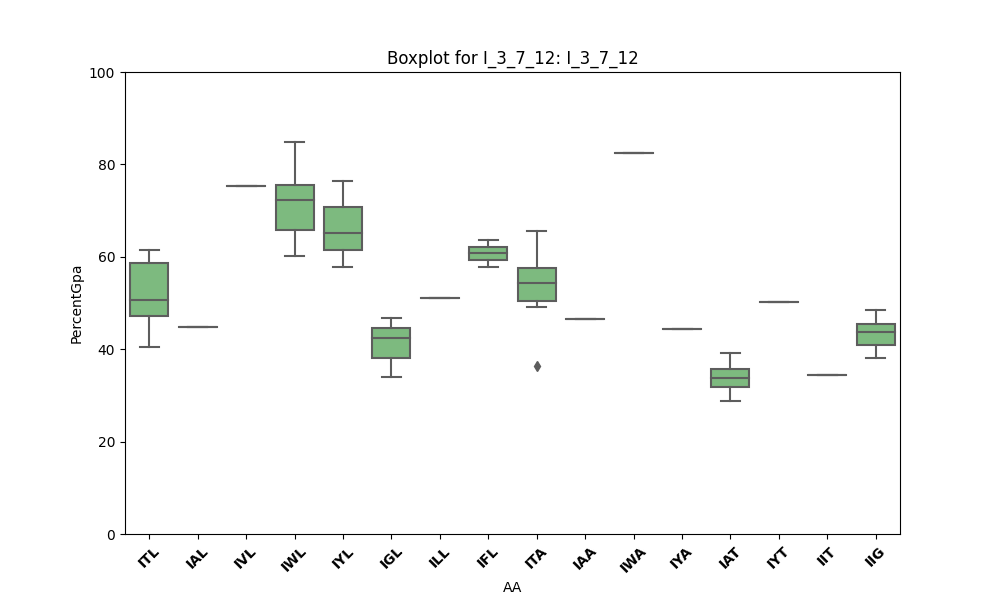 Boxplot for I_3_7_12: I_3_7_12
PercentGpa
100
80
60
40
20
0
ITL IAL IVL IWL IYL IGL ILL IFL ITA IAA IWA IYA IAT IYT IIT IIG
AA